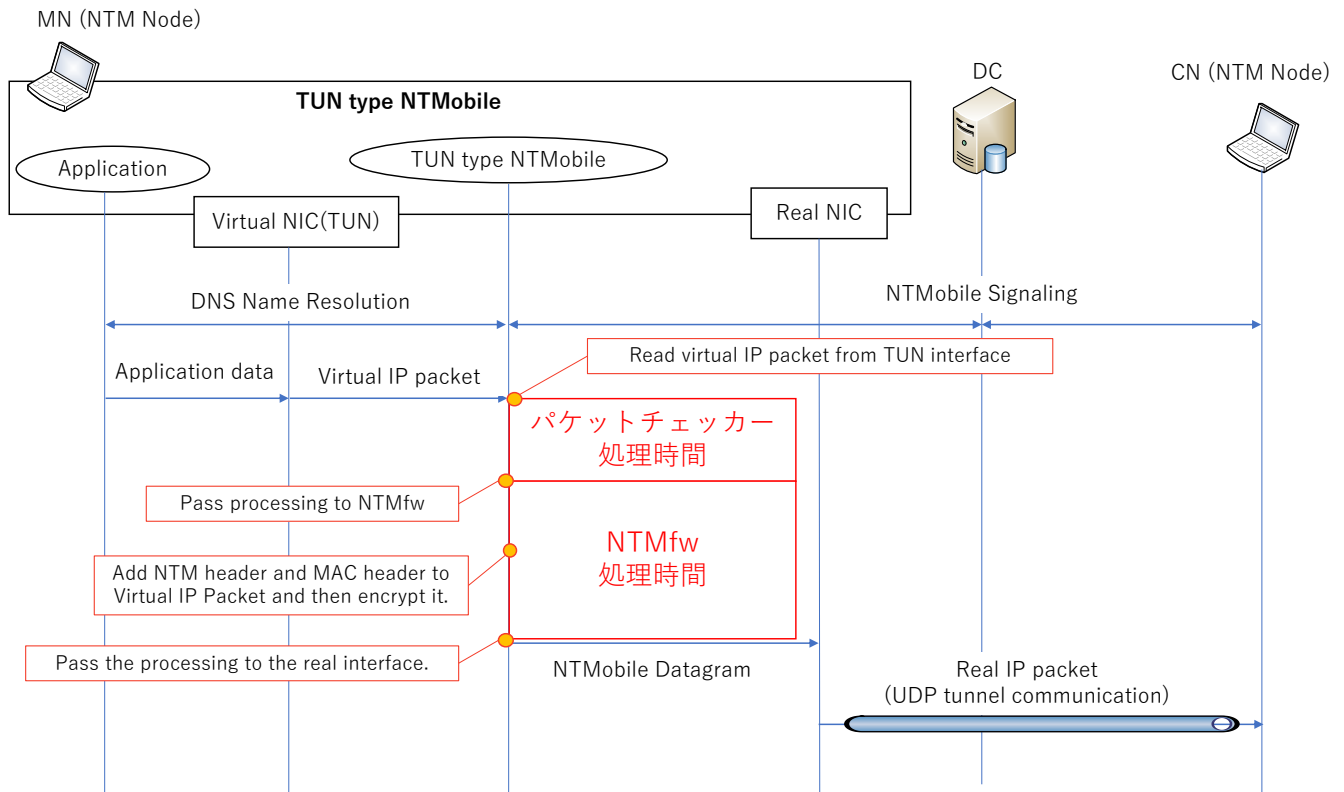 MN (NTM Node)
DC
CN (NTM Node)
TUN type NTMobile
Application
TUN type NTMobile
Virtual NIC(TUN)
Real NIC
DNS Name Resolution
NTMobile Signaling
Read virtual IP packet from TUN interface
Application data
Virtual IP packet
パケットチェッカー
処理時間
Pass processing to NTMfw
NTMfw
処理時間
Add NTM header and MAC header to
Virtual IP Packet and then encrypt it.
Pass the processing to the real interface.
NTMobile Datagram
Real IP packet
(UDP tunnel communication)